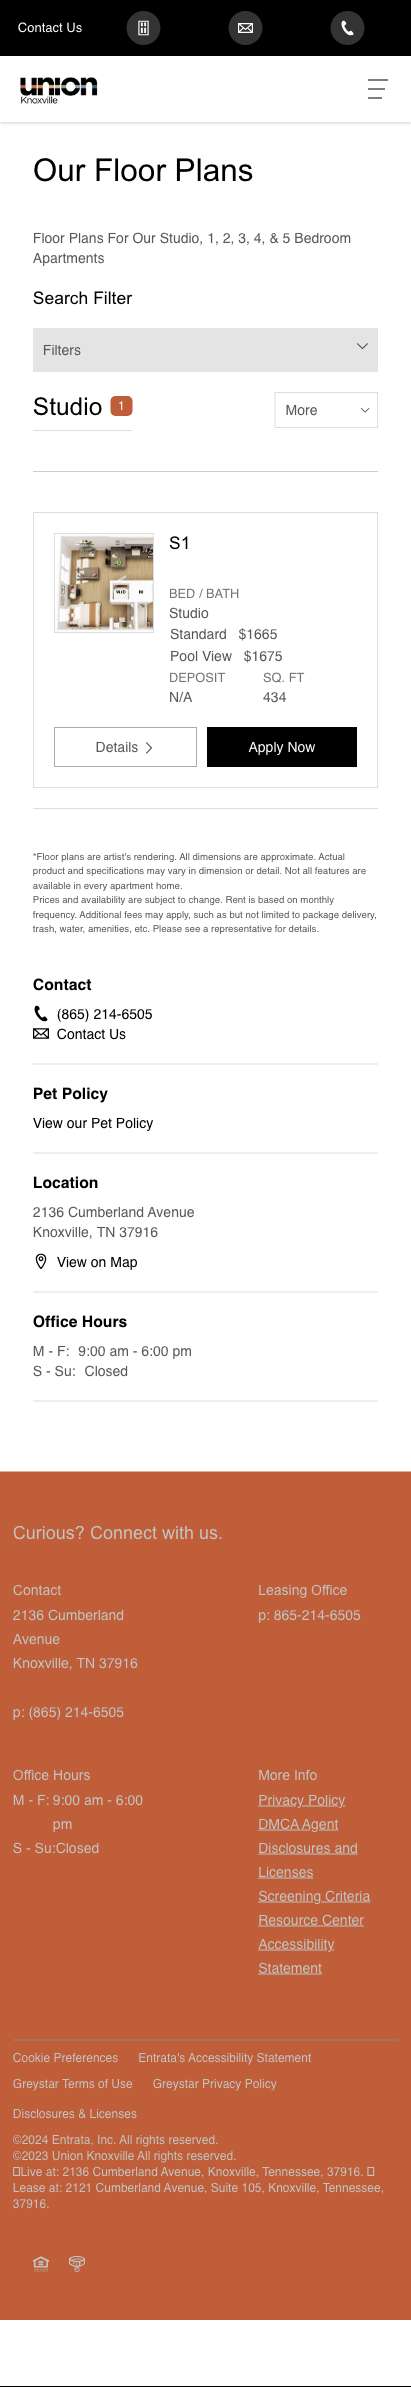 Contact Us
union
Knoxville
Our Floor Plans
Floor Plans For Our Studio, 1, 2, 3, 4, & 5 Bedroom
Apartments
Search Filter
Filters
Studio 1
More
S1
BED / BATH
Studio
Standard $1665
Pool View $1675
DEPOSIT SQ. FT
N/A 434
W/D
Details
Apply Now
*Floor plans are artist's rendering. All dimensions are approximate. Actual
product and specifications may vary in dimension or detail. Not all features are
available in every apartment home.
Prices and availability are subject to change. Rent is based on monthly
frequency. Additional fees may apply, such as but not limited to package delivery,
trash, water, amenities, etc. Please see a representative for details.
Contact
(865) 214-6505
Contact Us
Pet Policy
View our Pet Policy
Location
2136 Cumberland Avenue
Knoxville, TN 37916
View on Map
Office Hours
M - F: 9:00 am - 6:00 pm
S - Su: Closed
Curious? Connect with us.
Contact
2136 Cumberland
Avenue
Knoxville, TN 37916
p: (865) 214-6505
Leasing Office
p: 865-214-6505
Office Hours
M - F: 9:00 am - 6:00
pm
S - Su:Closed
More Info
Privacy Policy
DMCA Agent
Disclosures and
Licenses
Screening Criteria
Resource Center
Accessibility
Statement
Cookie Preferences Entrata's Accessibility Statement
Greystar Terms of Use Greystar Privacy Policy
Disclosures & Licenses
©2024 Entrata, Inc. All rights reserved.
©2023 Union Knoxville All rights reserved.
Live at: 2136 Cumberland Avenue, Knoxville, Tennessee, 37916.
Lease at: 2121 Cumberland Avenue, Suite 105, Knoxville, Tennessee,
37916.